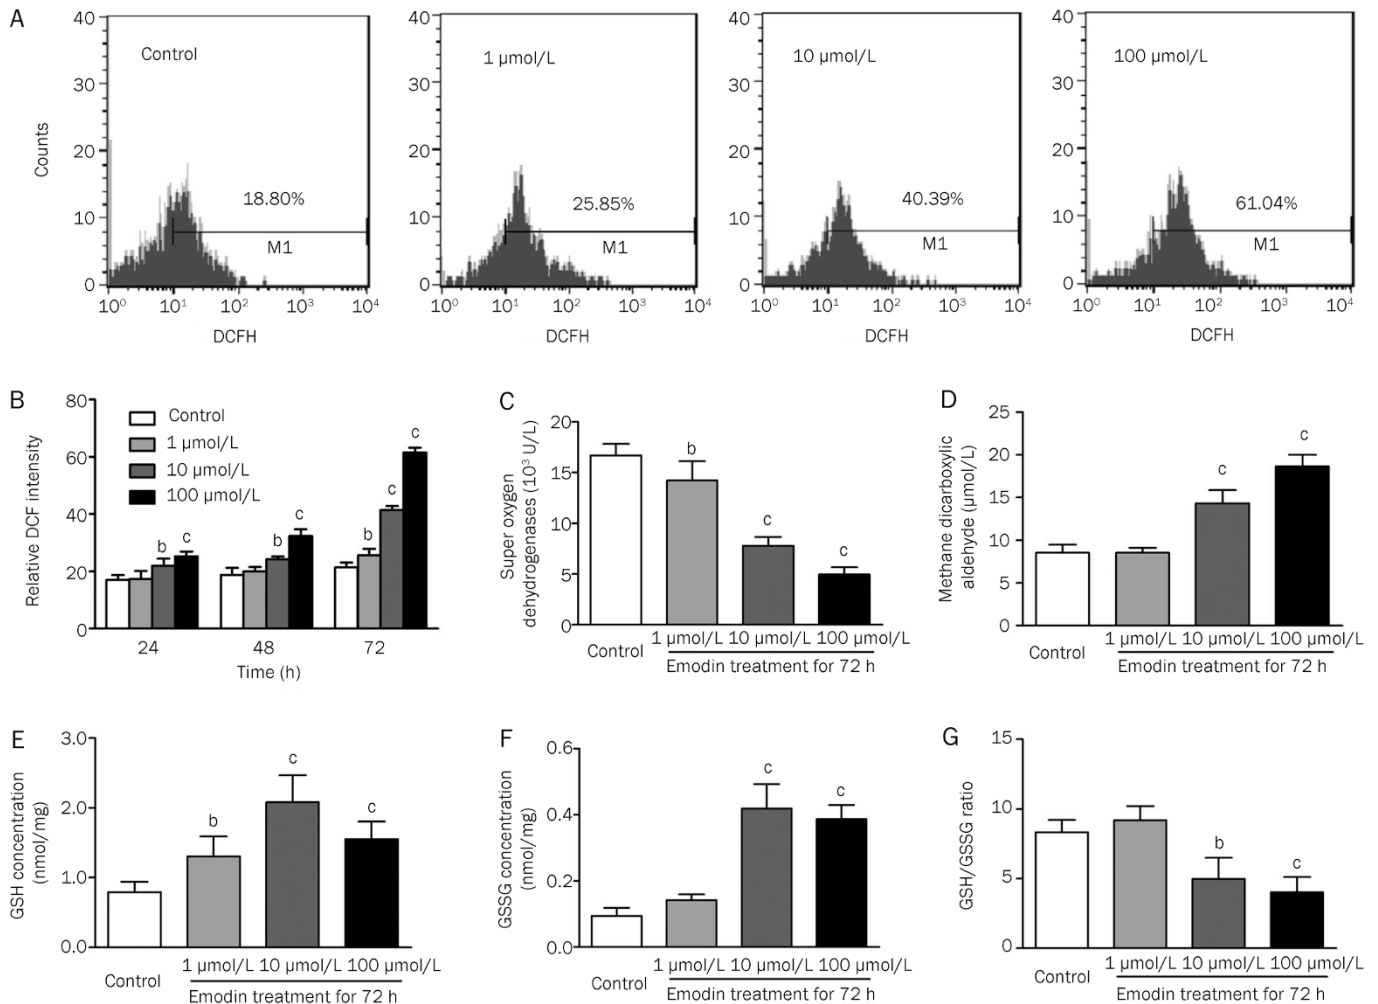 A
Control
1 µmol/L
10 µmol/L
100 µmol/L
Counts
40
30
20
10
0
18.80%
M1
10⁰ 10¹ 10² 10³ 10⁴
DCFH
40
30
20
10
0
25.85%
M1
10⁰ 10¹ 10² 10³ 10⁴
DCFH
40
30
20
10
0
40.39%
M1
10⁰ 10¹ 10² 10³ 10⁴
DCFH
40
30
20
10
0
61.04%
M1
10⁰ 10¹ 10² 10³ 10⁴
DCFH
B
Relative DCF intensity
80
60
40
20
0
Control
1 µmol/L
10 µmol/L
100 µmol/L
b c
b c
b c c
24 48 72
Time (h)
C
Super oxygen
dehydrogenases (10³ U/L)
20
15
10
5
0
b
c
c
Control
1 µmol/L 10 µmol/L 100 µmol/L
Emodin treatment for 72 h
D
Methane dicarboxylic
aldehyde (µmol/L)
25
20
15
10
5
0
c
c
Control
1 µmol/L 10 µmol/L 100 µmol/L
Emodin treatment for 72 h
E
GSH concentration
(nmol/mg)
3.0
2.0
1.0
0.0
b
c
c
Control
1 µmol/L 10 µmol/L 100 µmol/L
Emodin treatment for 72 h
F
GSSG concentration
(nmol/mg)
0.6
0.4
0.2
0.0
c
c
Control
1 µmol/L 10 µmol/L 100 µmol/L
Emodin treatment for 72 h
G
GSH/GSSG ratio
15
10
5
0
b
c
Control
1 µmol/L 10 µmol/L 100 µmol/L
Emodin treatment for 72 h